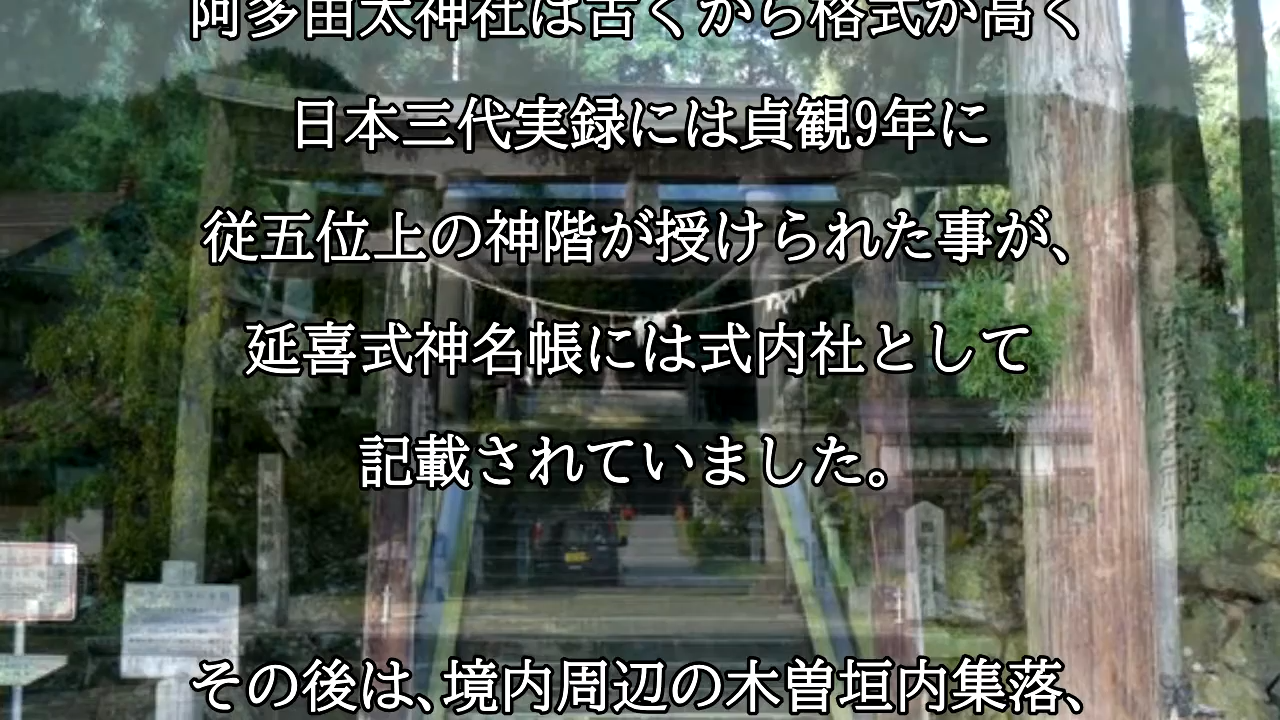 阿多由太神社は古くから格式が高く
日本三代実録には貞観9年に
従五位上の神階が授けられた事が、
延喜式神名帳には式内社として
記載されていました。
その後は、境内周辺の木曽垣内集落、